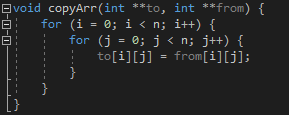 void copyArr(int **to, int **from) {
    for (i = 0; i < n; i++) {
        for (j = 0; j < n; j++) {
            to[i][j] = from[i][j];
        }
    }
}